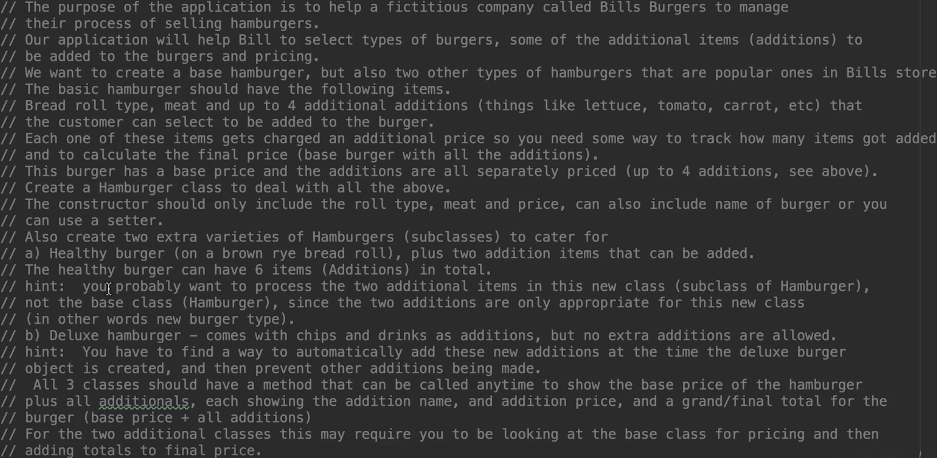 // The purpose of the application is to help a fictitious company called Bills Burgers to manage
// their process of selling hamburgers.
// Our application will help Bill to select types of burgers, some of the additional items (additions) to
// be added to the burgers and pricing.
// We want to create a base hamburger, but also two other types of hamburgers that are popular ones in Bills store
// The basic hamburger should have the following items.
// Bread roll type, meat and up to 4 additional additions (things like lettuce, tomato, carrot, etc) that
// the customer can select to be added to the burger.
// Each one of these items gets charged an additional price so you need some way to track how many items got added
// and to calculate the final price (base burger with all the additions).
// This burger has a base price and the additions are all separately priced (up to 4 additions, see above).
// Create a Hamburger class to deal with all the above.
// The constructor should only include the roll type, meat and price, can also include name of burger or you
// can use a setter.
// Also create two extra varieties of Hamburgers (subclasses) to cater for
// a) Healthy burger (on a brown rye bread roll), plus two addition items that can be added.
// The healthy burger can have 6 items (Additions) in total.
// hint:  you probably want to process the two additional items in this new class (subclass of Hamburger),
// not the base class (Hamburger), since the two additions are only appropriate for this new class
// (in other words new burger type).
// b) Deluxe hamburger – comes with chips and drinks as additions, but no extra additions are allowed.
// hint:  You have to find a way to automatically add these new additions at the time the deluxe burger
// object is created, and then prevent other additions being made.
//  All 3 classes should have a method that can be called anytime to show the base price of the hamburger
// plus all additionals, each showing the addition name, and addition price, and a grand/final total for the
// burger (base price + all additions)
// For the two additional classes this may require you to be looking at the base class for pricing and then
// adding totals to final price.